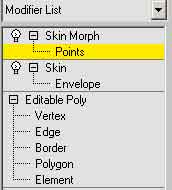 Modifier List
Skin Morph
Points
Skin
Envelope
Editable Poly
Vertex
Edge
Border
Polygon
Element